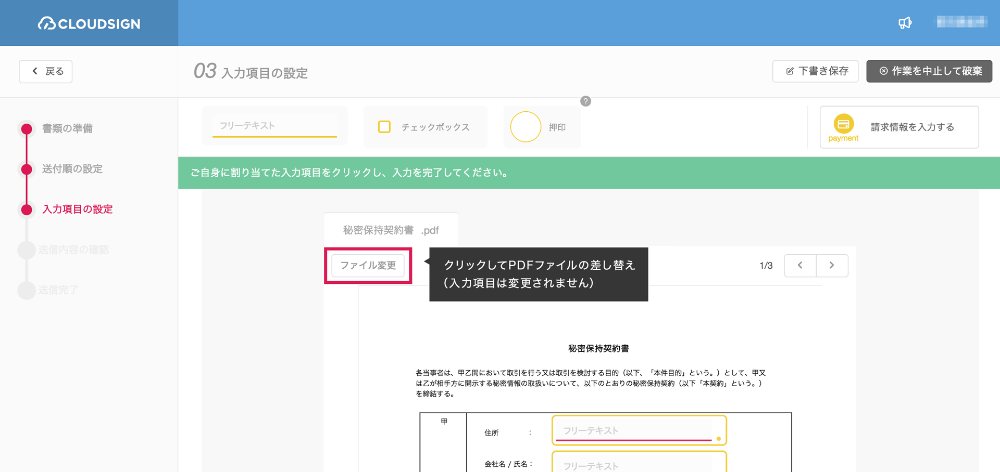 CLOUDSIGN
戻る
03 入力項目の設定
下書き保存
作業を中止して破棄
書類の準備
送付順の設定
入力項目の設定
送信内容の確認
送信完了
フリーテキスト
チェックボックス
押印
?
payment
請求情報を入力する
ご自身に割り当てた入力項目をクリックし、入力を完了してください。
秘密保持契約書 .pdf
ファイル変更
クリックしてPDFファイルの差し替え
（入力項目は変更されません）
1/3
秘密保持契約書
各当事者は、甲乙間において取引を行う又は取引を検討する目的（以下、「本件目的」という。）として、甲又
は乙が相手方に開示する秘密情報の取扱いについて、以下のとおりの秘密保持契約（以下「本契約」という。）
を締結する。
甲
住所 ：
フリーテキスト
会社名 / 氏名：
フリーテキスト